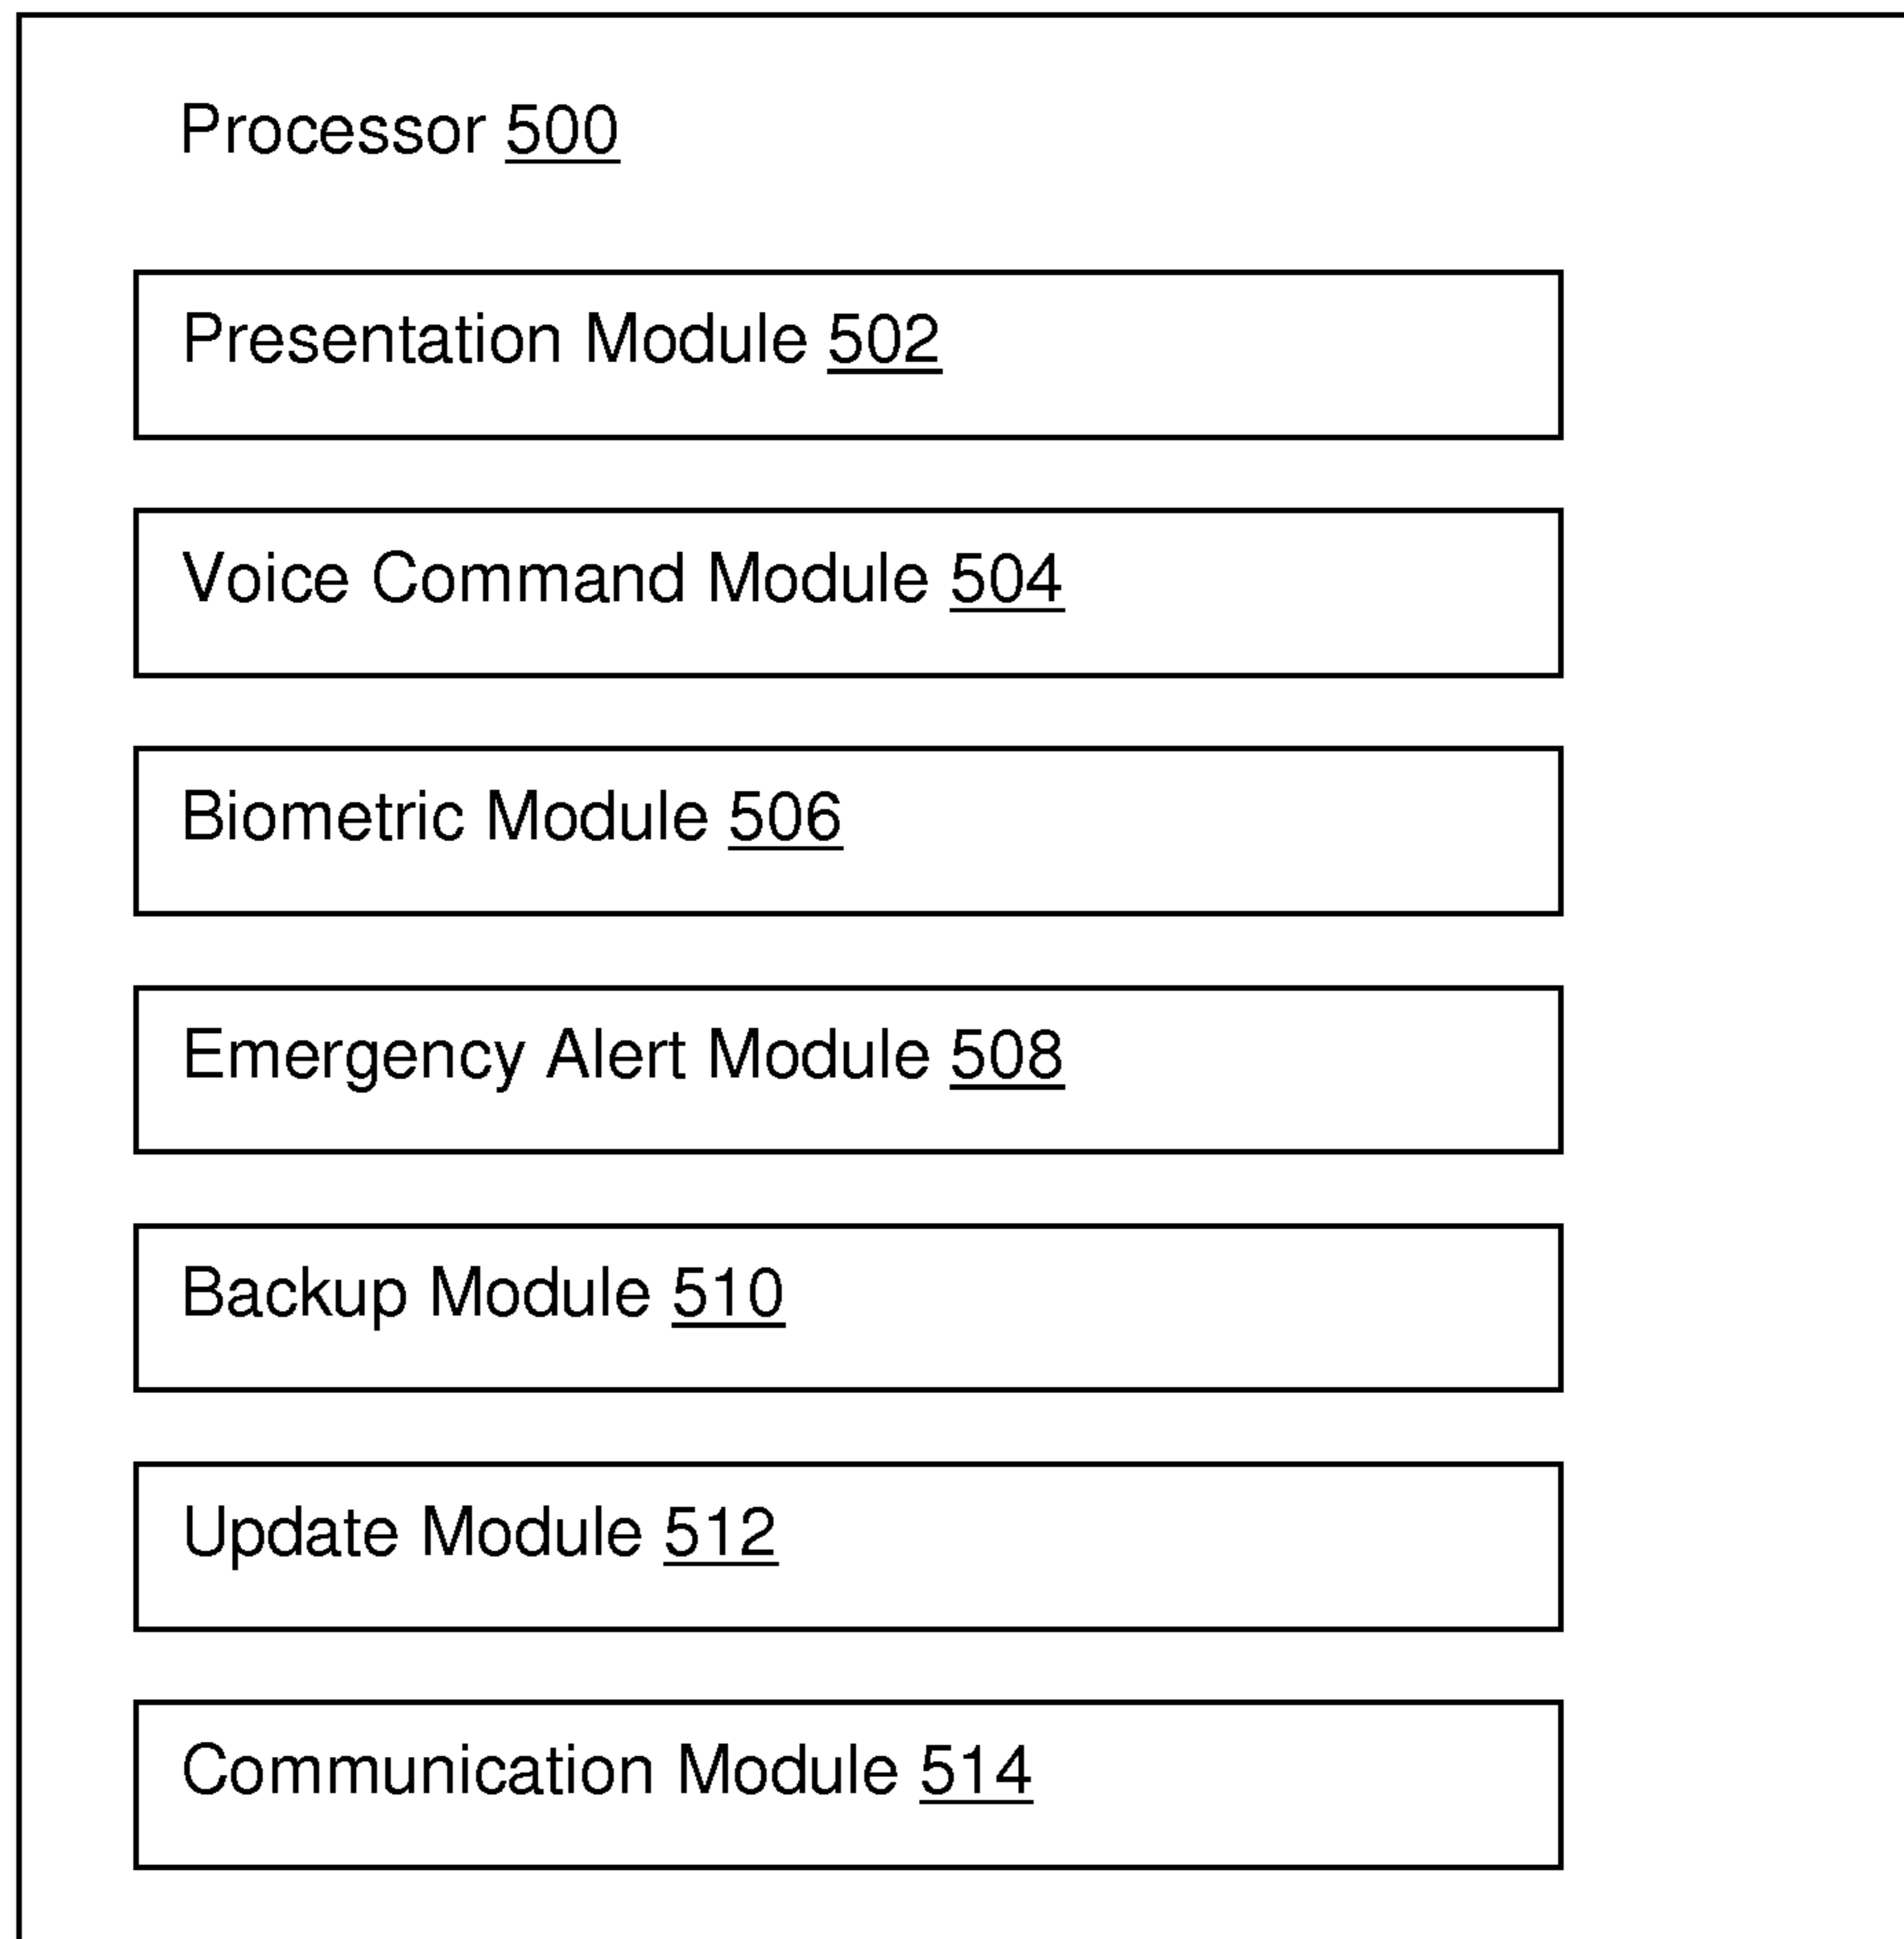 Processor 500
Presentation Module 502
Voice Command Module 504
Biometric Module 506
Emergency Alert Module 508
Backup Module 510
Update Module 512
Communication Module 514